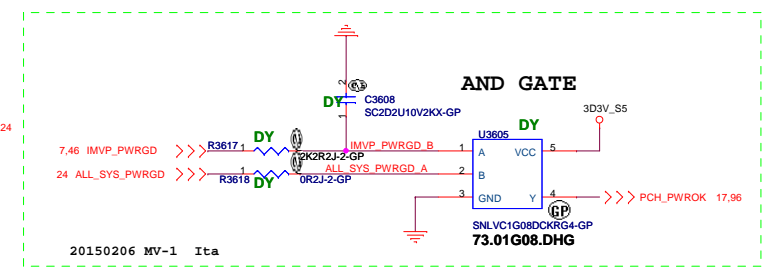 AND GATE
2
DY
C3608
SC2D2U10V2KX-GP
1
24
3D3V_S5
DY
U3605
7,46 IMVP_PWRGD
R3617
1
DY
2K2R2J-2-GP
IMVP_PWRGD_B
1
A
VCC
5
24 ALL_SYS_PWRGD
R3618
1
DY
0R2J-2-GP
ALL_SYS_PWRGD_A
2
B
3
GND
Y
4
PCH_PWROK
17,96
GP
SNLVC1G08DCKRG4-GP
73.01G08.DHG
20150206 MV-1 Ita